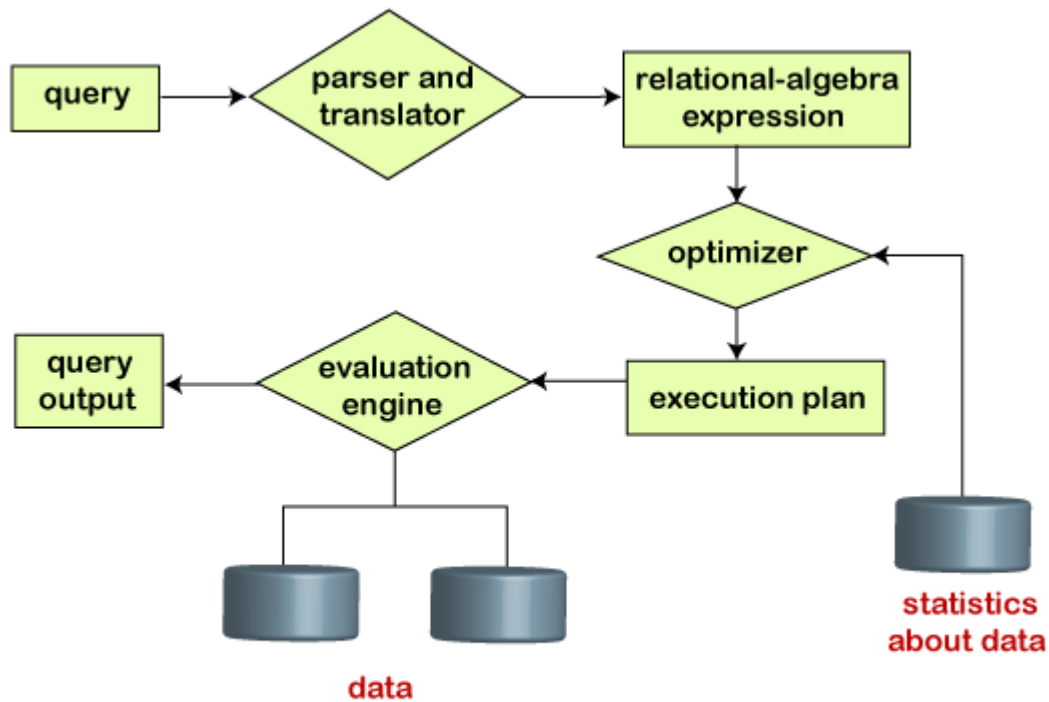 query
parser and
translator
relational-algebra
expression
optimizer
query
output
evaluation
engine
execution plan
statistics
about data
data